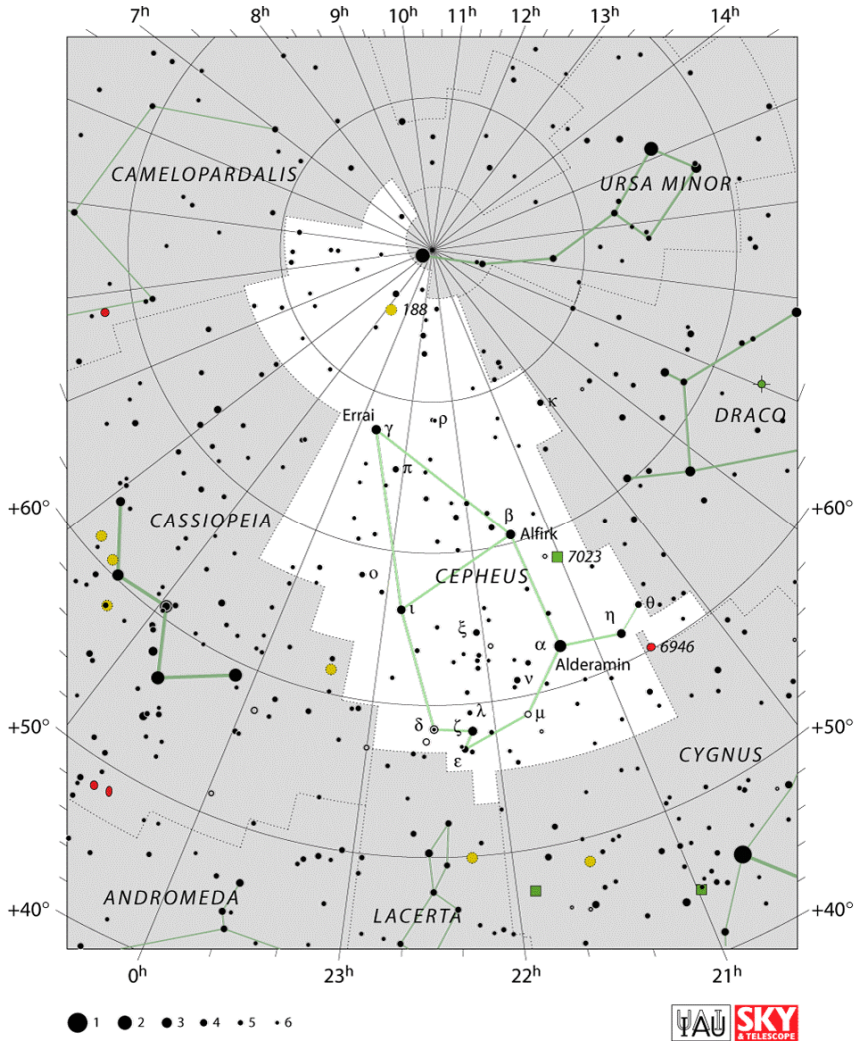 7h 8h 9h 10h 11h 12h 13h 14h
CAMELOPARDALIS
URSA MINOR
188
κ
Errai
γ
ρ
DRACO
π
+60° +60°
CASSIOPEIA
β
Alfirk
7023
ο
CEPHEUS
θ
ι
η
ξ
α
6946
Alderamin
ν
λ
μ
δ
ζ
+50° +50°
ε
CYGNUS
ANDROMEDA
+40° +40°
LACERTA
0h 23h 22h 21h
1 2 3 4 5 6
IAU
SKY
& TELESCOPE